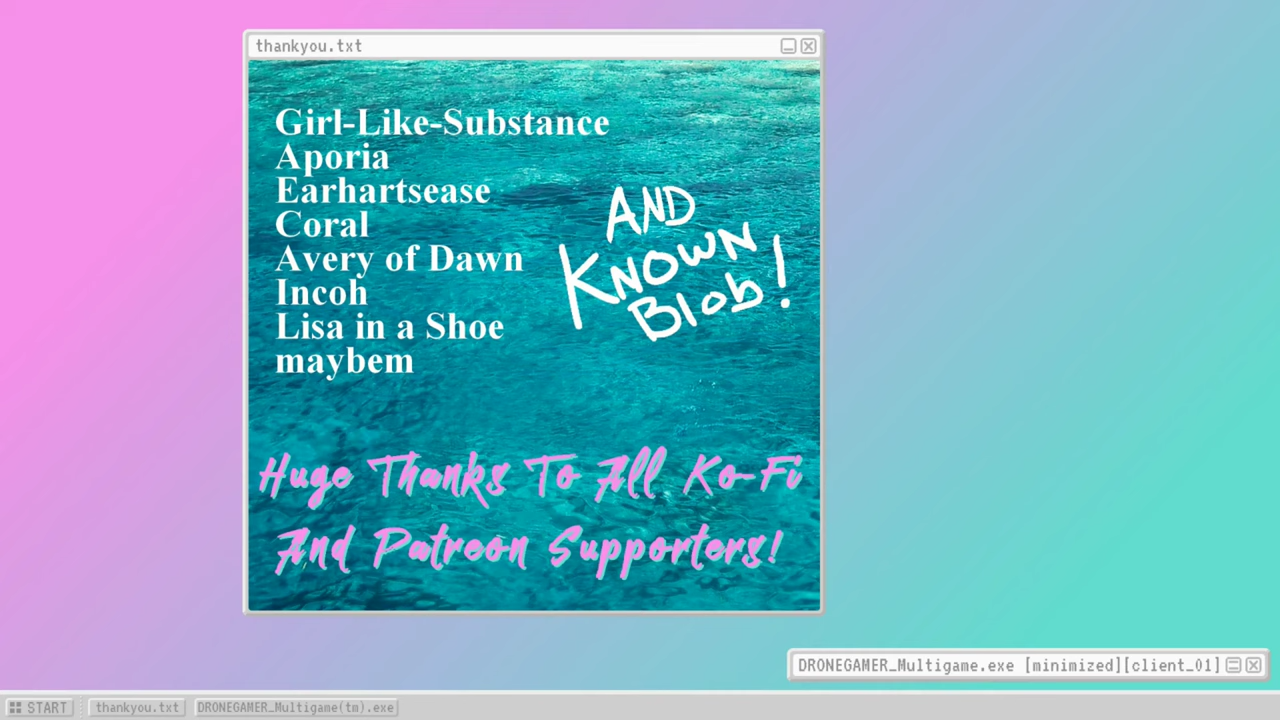 thankyou.txt
Girl-Like-Substance
Aporia
Earhartsease
Coral
Avery of Dawn
Incoh
Lisa in a Shoe
maybem
AND
KNOWN
Blob!
Huge Thanks To All Ko-Fi
And Patreon Supporters!
DRONEGAMER_Multigame.exe [minimized][client_01]
START
thankyou.txt
DRONEGAMER_Multigame(tm).exe